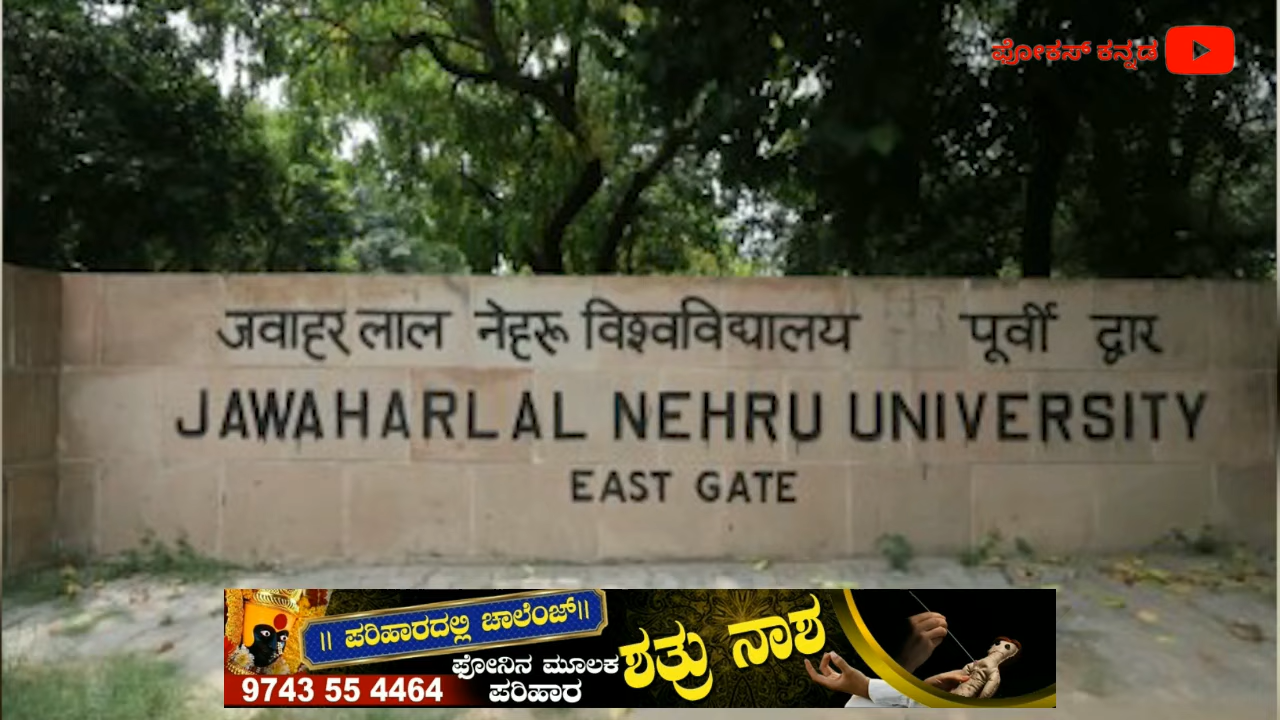 ಫೋಕಸ್ ಕನ್ನಡ
जवाहर लाल नेहरू विश्वविद्यालय पूर्वी द्वार
JAWAHARLAL NEHRU UNIVERSITY
EAST GATE
॥ ಪರಿಹಾರದಲ್ಲಿ ಚಾಲೆಂಜ್ ॥
ಫೋನಿನ ಮೂಲಕ
ಪರಿಹಾರ
ಶತ್ರು ನಾಶ
9743 55 4464